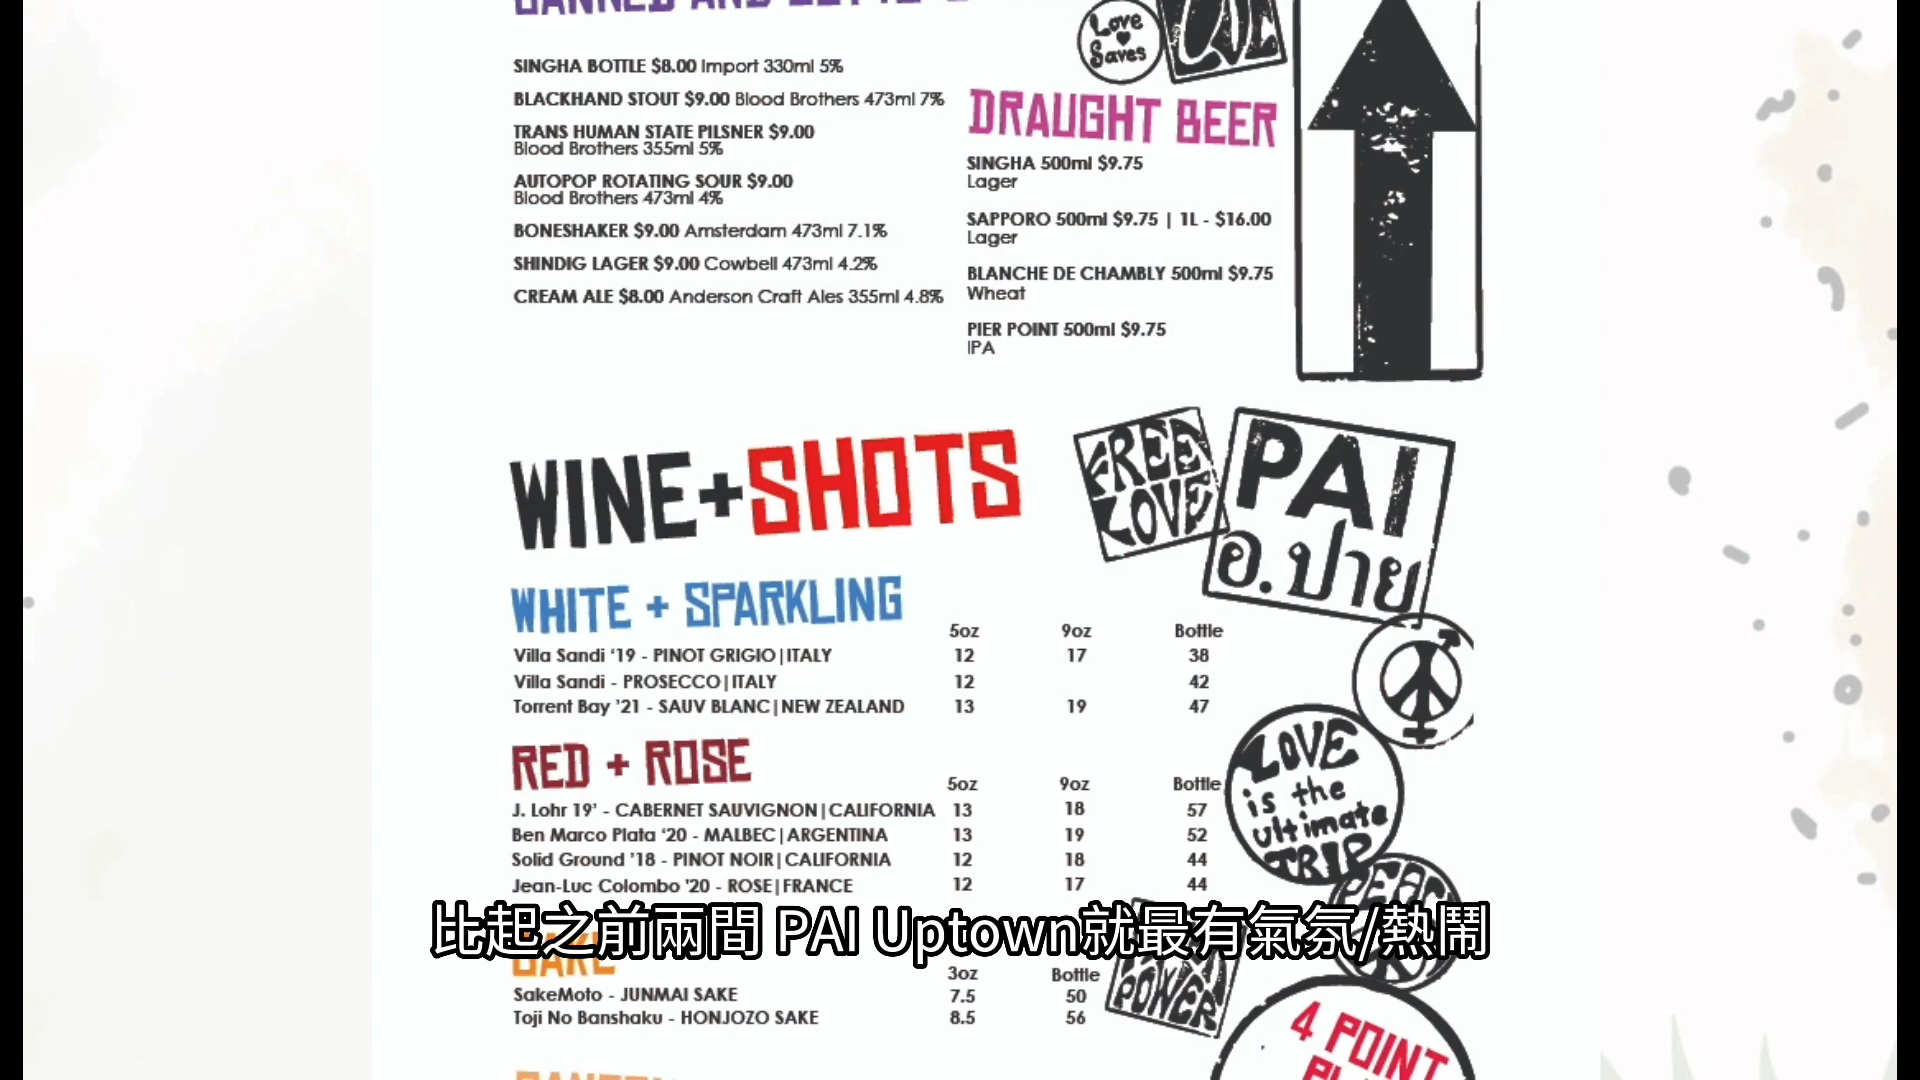 SINGHA BOTTLE $8.00 Import 330ml 5%
BLACKHAND STOUT $9.00 Blood Brothers 473ml 7%
TRANS HUMAN STATE PILSNER $9.00
Blood Brothers 355ml 5%
AUTOPOP ROTATING SOUR $9.00
Blood Brothers 473ml 4%
BONESHAKER $9.00 Amsterdam 473ml 7.1%
SHINDIG LAGER $9.00 Cowbell 473ml 4.2%
CREAM ALE $8.00 Anderson Craft Ales 355ml 4.8%
Love
Saves
DRAUGHT BEER
SINGHA 500ml $9.75
Lager
SAPPORO 500ml $9.75 | 1L - $16.00
Lager
BLANCHE DE CHAMBLY 500ml $9.75
Wheat
PIER POINT 500ml $9.75
IPA
WINE+SHOTS
FREE
LOVE
PAI
อ.ปาย
WHITE + SPARKLING
5oz 9oz Bottle
Villa Sandi ‘19 - PINOT GRIGIO|ITALY 12 17 38
Villa Sandi - PROSECCO|ITALY 12 42
Torrent Bay ’21 - SAUV BLANC|NEW ZEALAND 13 19 47
RED + ROSE
5oz 9oz Bottle
J. Lohr 19’ - CABERNET SAUVIGNON|CALIFORNIA 13 18 57
Ben Marco Plata ‘20 - MALBEC|ARGENTINA 13 19 52
Solid Ground ’18 - PINOT NOIR|CALIFORNIA 12 18 44
Jean-Luc Colombo '20 - ROSE|FRANCE 12 17 44
LOVE
is the
ultimate
TRIP
PEACE
比起之前兩間 PAI Uptown就最有氣氛/熱鬧
SAKE
3oz Bottle
SakeMoto - JUNMAI SAKE 7.5 50
Toji No Banshaku - HONJOZO SAKE 8.5 56
POWER
4 POINT